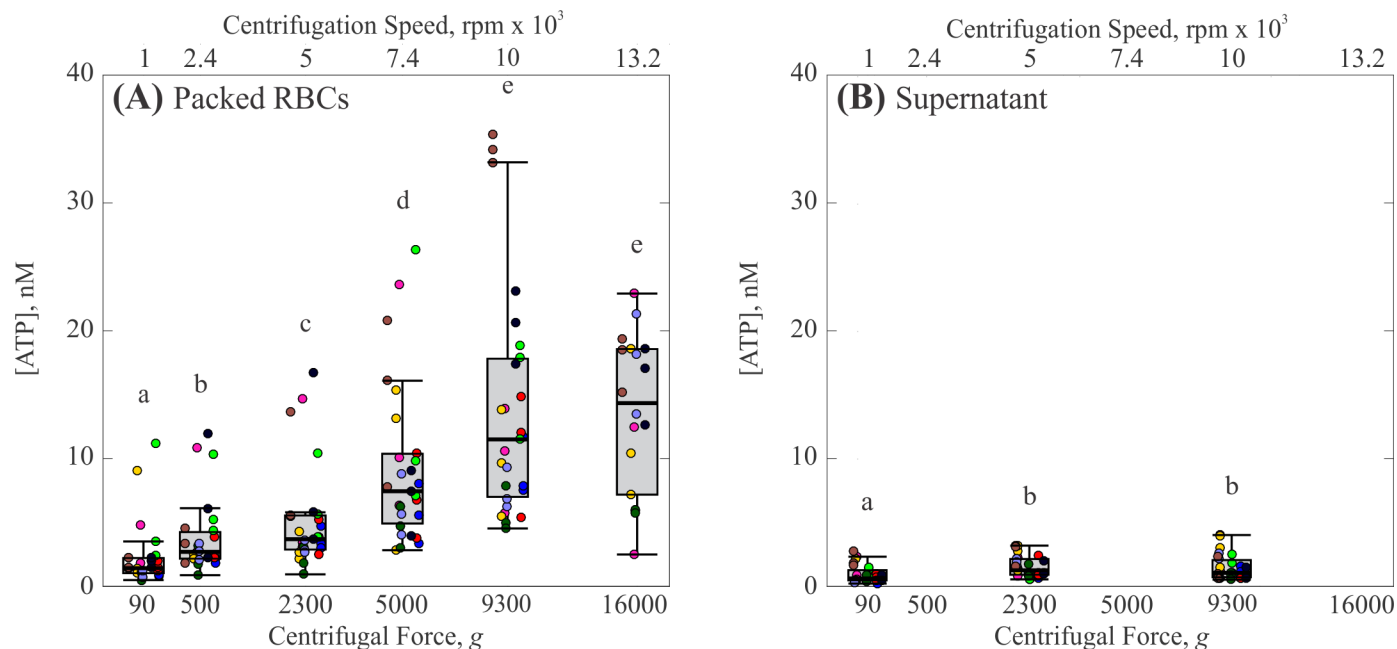 Centrifugation Speed, rpm x 10³
1 2.4 5 7.4 10 13.2
(A) Packed RBCs
[ATP], nM
40
30
20
10
0
a b c d e e
90 500 2300 5000 9300 16000
Centrifugal Force, g
Centrifugation Speed, rpm x 10³
1 2.4 5 7.4 10 13.2
(B) Supernatant
[ATP], nM
40
30
20
10
0
a b b
90 500 2300 5000 9300 16000
Centrifugal Force, g